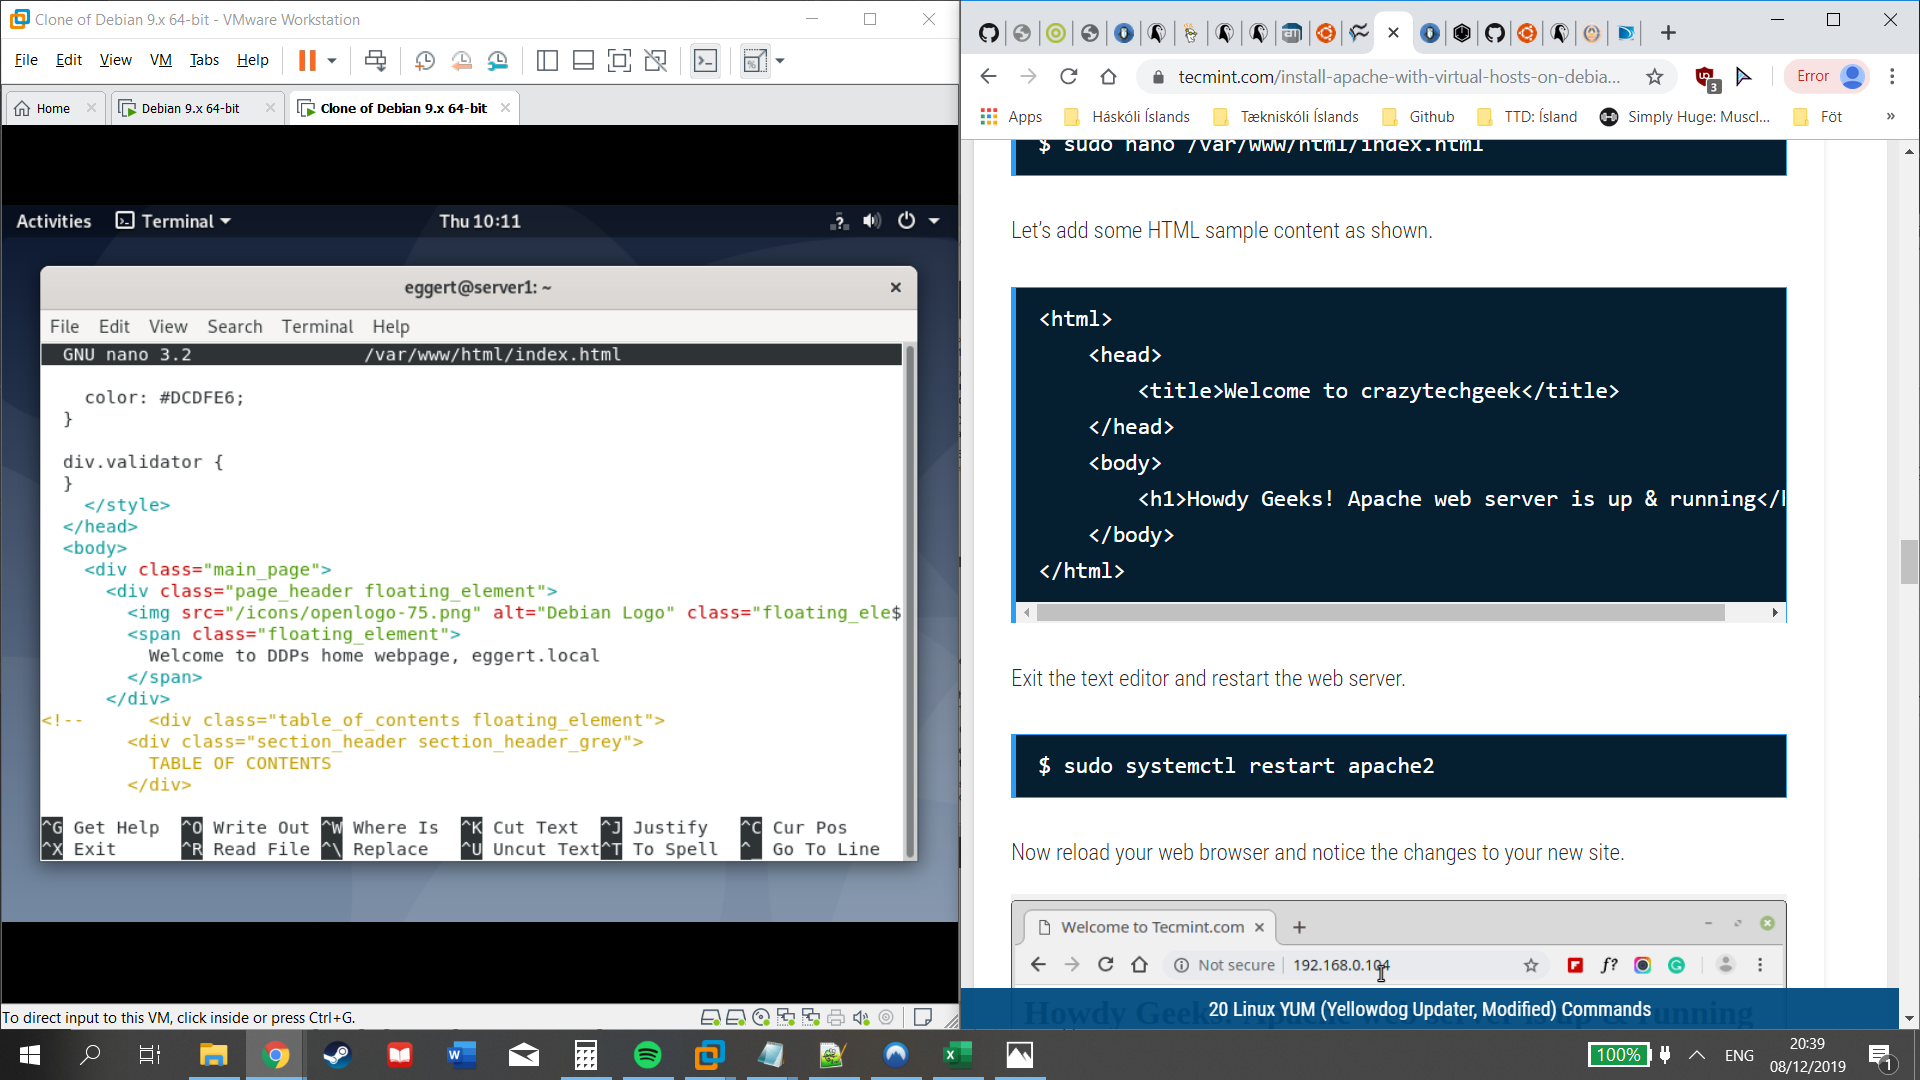 Clone of Debian 9.x 64-bit - VMware Workstation
File Edit View VM Tabs Help
Home
Debian 9.x 64-bit
Clone of Debian 9.x 64-bit
Activities
Terminal
Thu 10:11
eggert@server1: ~
File Edit View Search Terminal Help
GNU nano 3.2 /var/www/html/index.html
color: #DCDFE6;
}
div.validator {
}
</style>
</head>
<body>
<div class="main_page">
<div class="page_header floating_element">
<img src="/icons/openlogo-75.png" alt="Debian Logo" class="floating_ele$
<span class="floating_element">
Welcome to DDPs home webpage, eggert.local
</span>
</div>
<!-- <div class="table_of_contents floating_element">
<div class="section_header section_header_grey">
TABLE OF CONTENTS
</div>
^G Get Help ^O Write Out ^W Where Is ^K Cut Text ^J Justify ^C Cur Pos
^X Exit ^R Read File ^\ Replace ^U Uncut Text ^T To Spell ^_ Go To Line
To direct input to this VM, click inside or press Ctrl+G.
tecmint.com/install-apache-with-virtual-hosts-on-debia...
3
Error
Apps
Háskóli Íslands
Tækniskóli Íslands
Github
TTD: Ísland
Simply Huge: Muscl...
Föt
»
$ sudo nano /var/www/html/index.html
Let's add some HTML sample content as shown.
<html>
<head>
<title>Welcome to crazytechgeek</title>
</head>
<body>
<h1>Howdy Geeks! Apache web server is up & running</h
</body>
</html>
Exit the text editor and restart the web server.
$ sudo systemctl restart apache2
Now reload your web browser and notice the changes to your new site.
Welcome to Tecmint.com
Not secure
192.168.0.104
20 Linux YUM (Yellowdog Updater, Modified) Commands
100%
ENG
20:39
08/12/2019
1